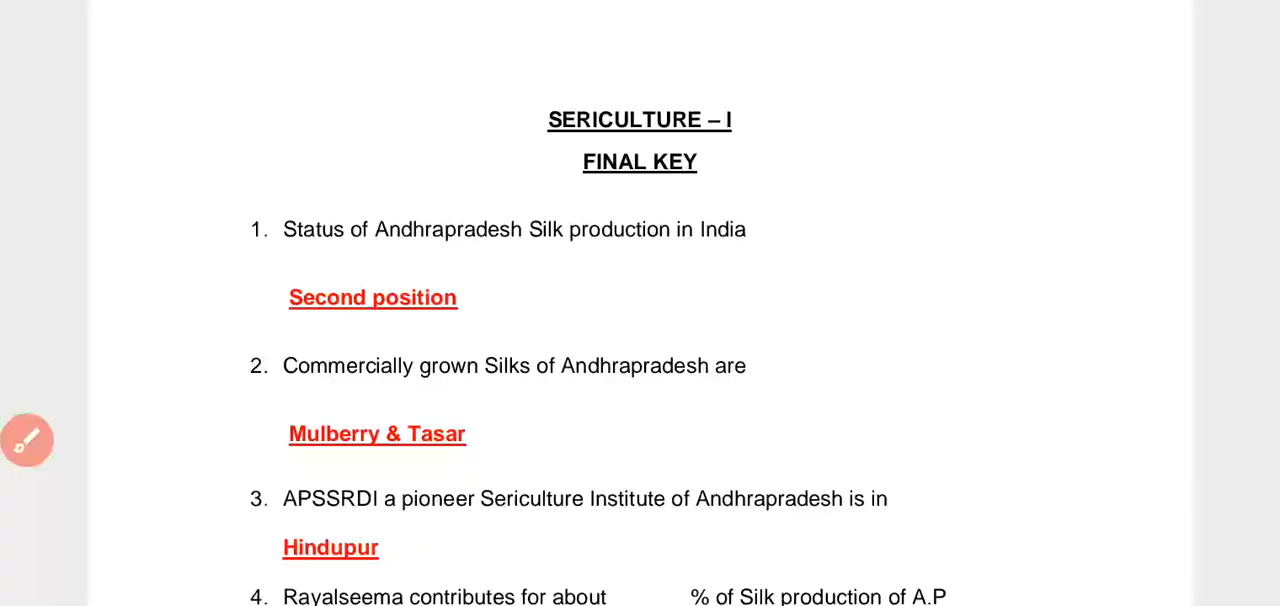 SERICULTURE – I
FINAL KEY
1. Status of Andhrapradesh Silk production in India
Second position
2. Commercially grown Silks of Andhrapradesh are
Mulberry & Tasar
3. APSSRDI a pioneer Sericulture Institute of Andhrapradesh is in
Hindupur
4. Rayalseema contributes for about % of Silk production of A.P